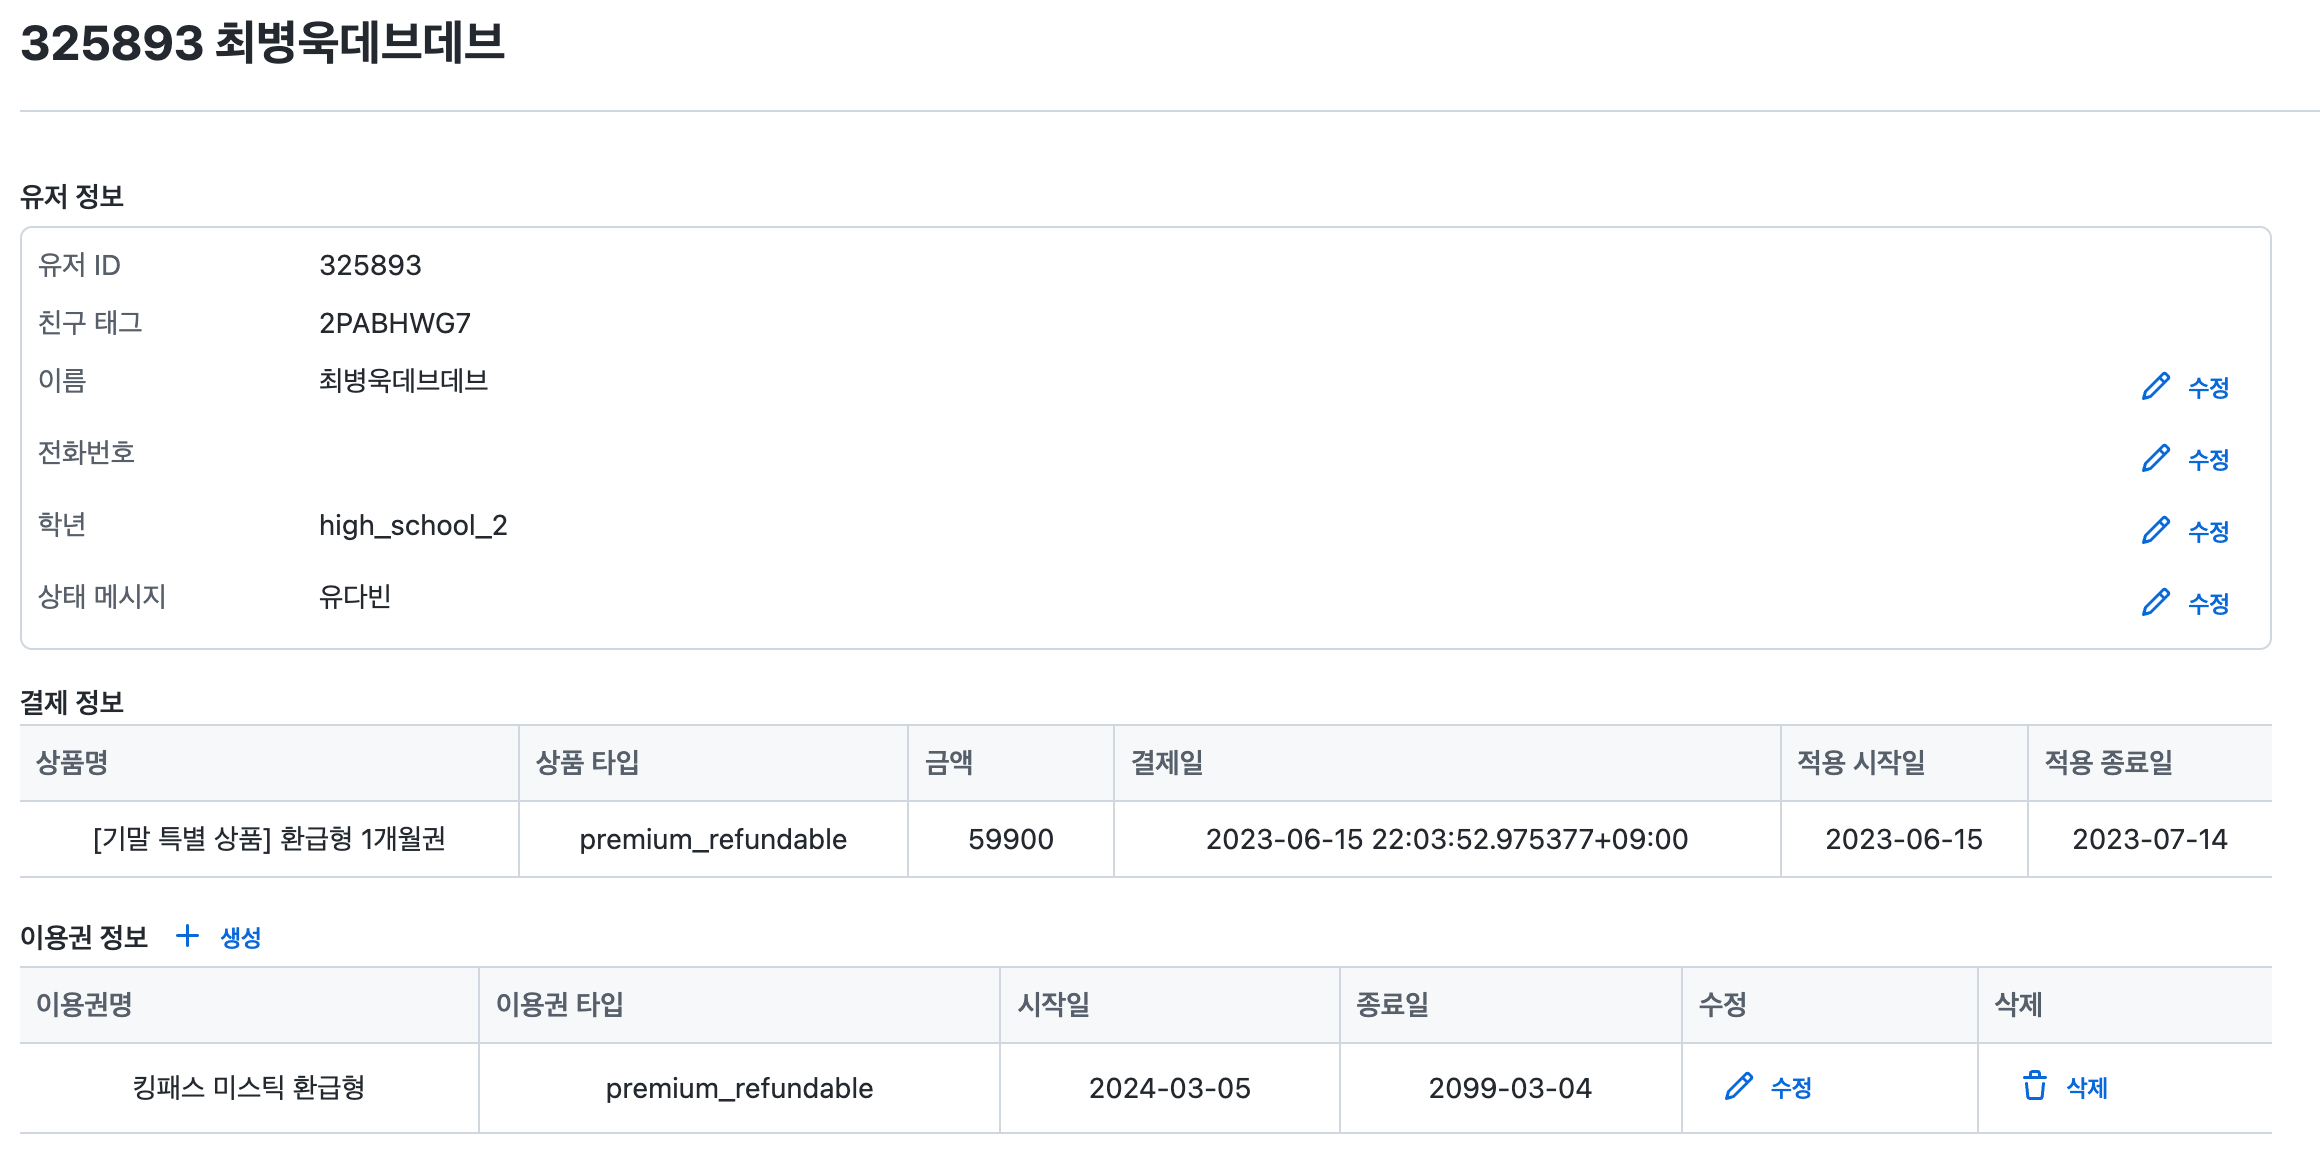 325893 최병욱데브데브
유저 정보
유저 ID 325893
친구 태그 2PABHWG7
이름 최병욱데브데브 수정
전화번호 수정
학년 high_school_2 수정
상태 메시지 유다빈 수정
결제 정보
상품명 상품 타입 금액 결제일 적용 시작일 적용 종료일
[기말 특별 상품] 환급형 1개월권 premium_refundable 59900 2023-06-15 22:03:52.975377+09:00 2023-06-15 2023-07-14
이용권 정보 + 생성
이용권명 이용권 타입 시작일 종료일 수정 삭제
킹패스 미스틱 환급형 premium_refundable 2024-03-05 2099-03-04 수정 삭제